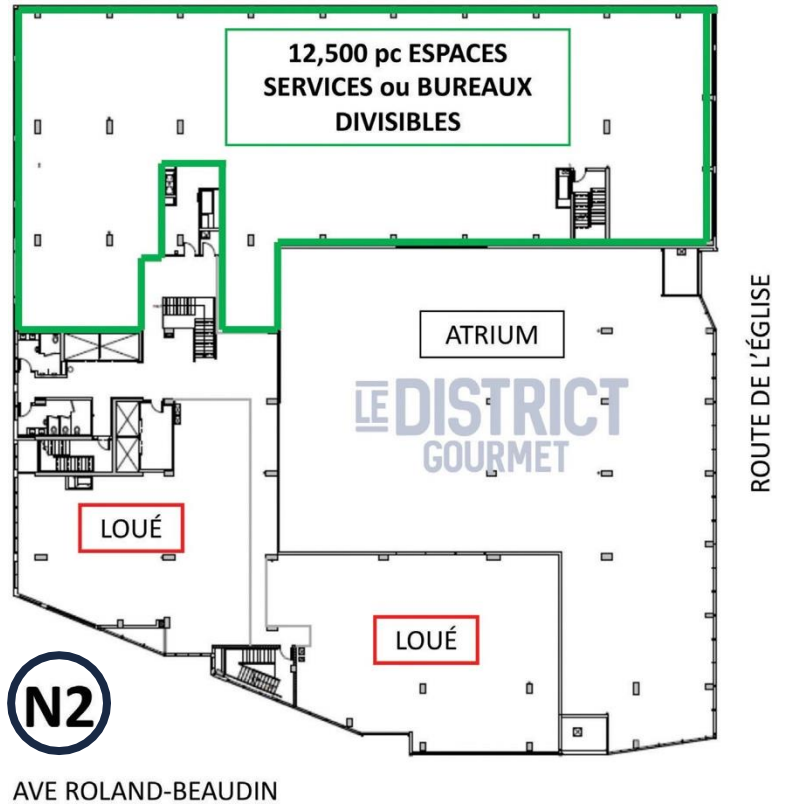 12,500 pc ESPACES
SERVICES ou BUREAUX
DIVISIBLES
ATRIUM
ROUTE DE L'ÉGLISE
LE DISTRICT
GOURMET
LOUÉ
LOUÉ
N2
AVE ROLAND-BEAUDIN